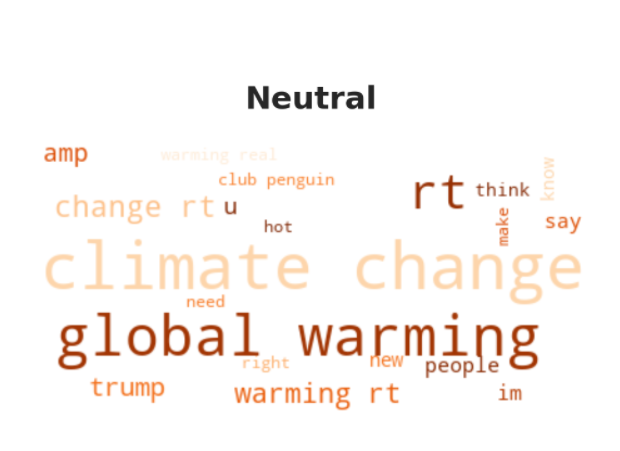 Neutral
amp
warming real
club penguin
know
rt
think
change rt
u
make
say
hot
climate change
need
global warming
right
new
people
trump
warming rt
im